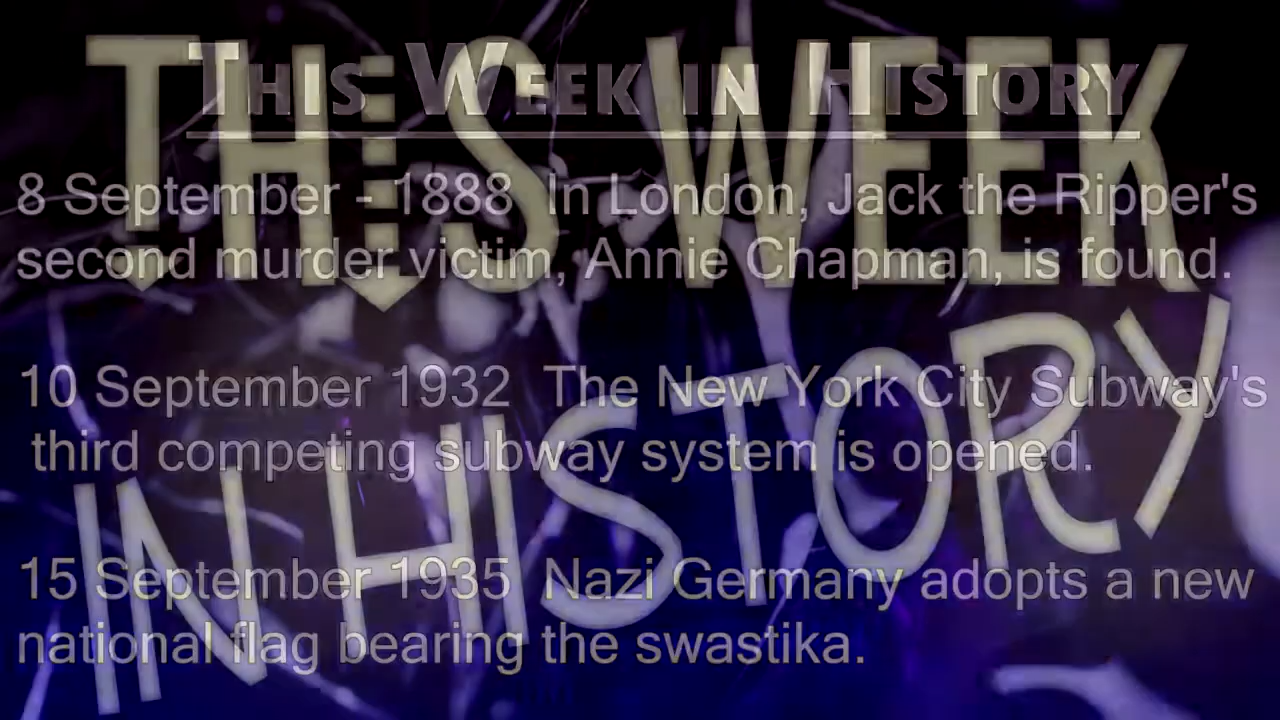 THIS WEEK IN HISTORY
THIS WEEK
8 September - 1888 In London, Jack the Ripper's
second murder victim, Annie Chapman, is found.
10 September 1932 The New York City Subway's
third competing subway system is opened.
IN HISTORY
15 September 1935 Nazi Germany adopts a new
national flag bearing the swastika.